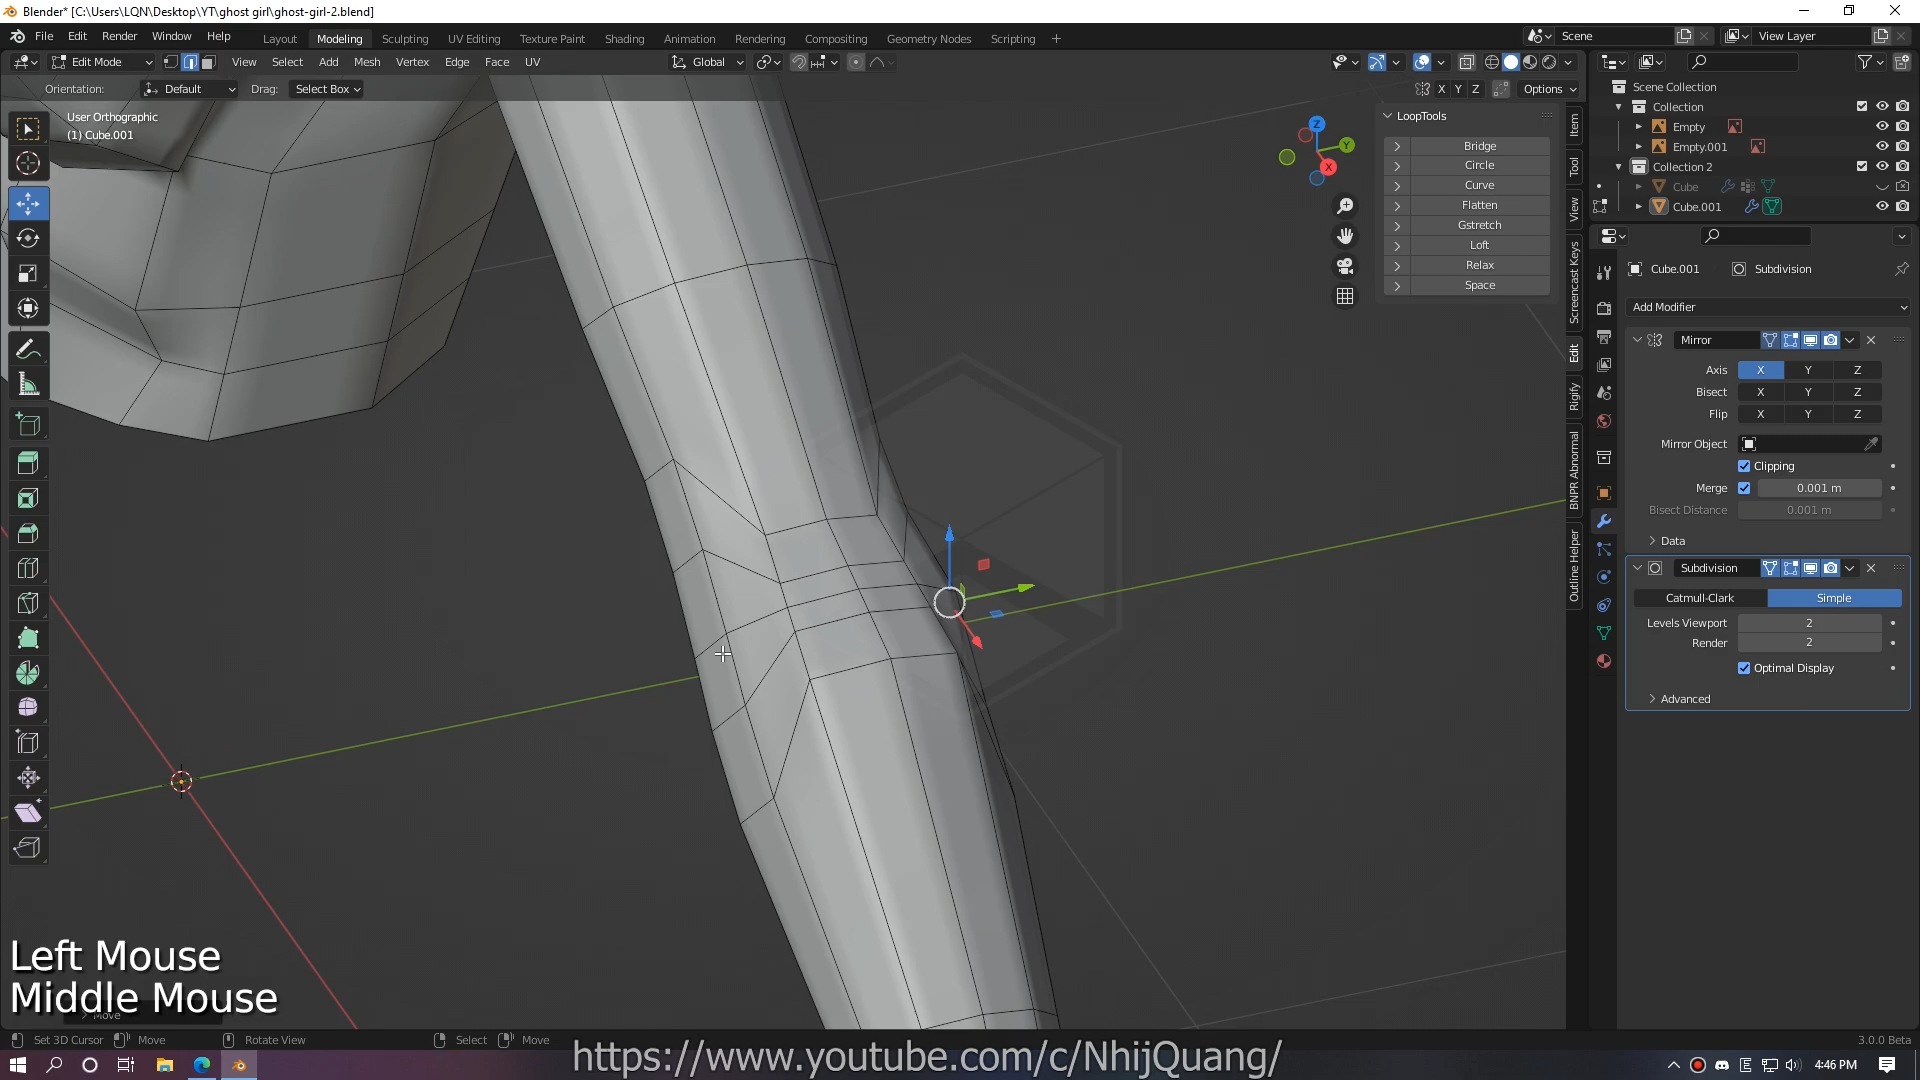 Blender* [C:\Users\LQN\Desktop\YT\ghost girl\ghost-girl-2.blend]
File Edit Render Window Help
Layout Modeling Sculpting UV Editing Texture Paint Shading Animation Rendering Compositing Geometry Nodes Scripting +
Scene View Layer
Edit Mode View Select Add Mesh Vertex Edge Face UV
Global
Orientation: Default Drag: Select Box
X Y Z Options
User Orthographic
(1) Cube.001
Z
Y
X
LoopTools
Bridge
Circle
Curve
Flatten
Gstretch
Loft
Relax
Space
Item
Tool
View
Screencast Keys
Edit
Rigify
BNPR Abnormal
Outline Helper
Scene Collection
Collection
Empty
Empty.001
Collection 2
Cube
Cube.001
Cube.001 Subdivision
Add Modifier
Mirror
Axis X Y Z
Bisect X Y Z
Flip X Y Z
Mirror Object
Clipping
Merge 0.001 m
Bisect Distance 0.001 m
Data
Subdivision
Catmull-Clark Simple
Levels Viewport 2
Render 2
Optimal Display
Advanced
Left Mouse
Middle Mouse
Move
Set 3D Cursor Move Rotate View Select Move
3.0.0 Beta
https://www.youtube.com/c/NhijQuang/
4:46 PM